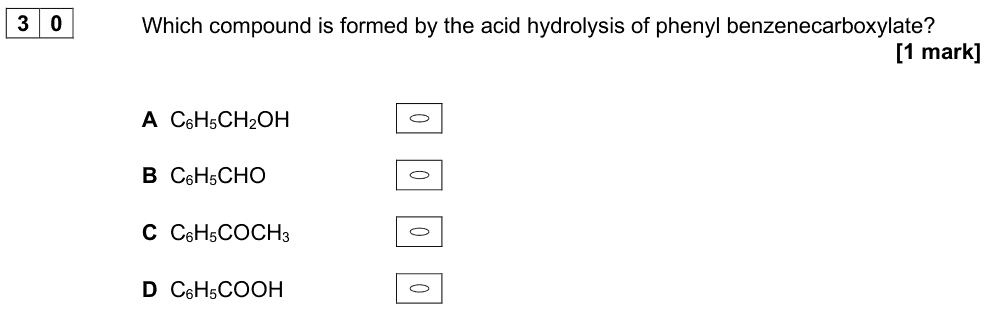 3 0 Which compound is formed by the acid hydrolysis of phenyl benzenecarboxylate?
[1 mark]
A C₆H₅CH₂OH
B C₆H₅CHO
C C₆H₅COCH₃
D C₆H₅COOH